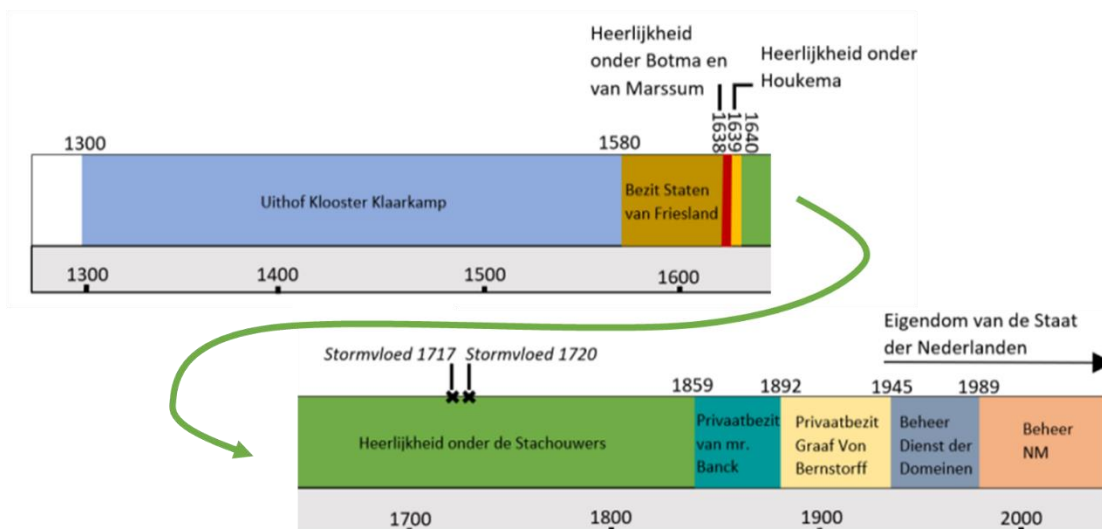 Heerlijkheid
onder Botma en
van Marssum
Heerlijkheid onder
Houkema
1300
1580
1638
1639
1640
Uithof Klooster Klaarkamp
Bezit Staten
van Friesland
1300
1400
1500
1600
Eigendom van de Staat
der Nederlanden
Stormvloed 1717
Stormvloed 1720
1859
1892
1945
1989
Heerlijkheid onder de Stachouwers
Privaatbezit
van mr.
Banck
Privaatbezit
Graaf Von
Bernstorff
Beheer
Dienst der
Domeinen
Beheer
NM
1700
1800
1900
2000